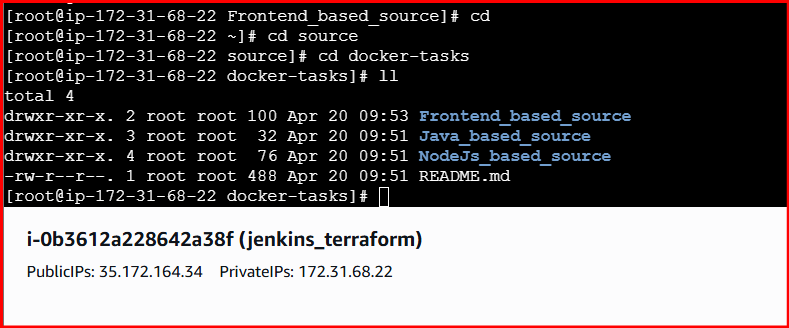 [root@ip-172-31-68-22 Frontend_based_source]# cd
[root@ip-172-31-68-22 ~]# cd source
[root@ip-172-31-68-22 source]# cd docker-tasks
[root@ip-172-31-68-22 docker-tasks]# ll
total 4
drwxr-xr-x. 2 root root 100 Apr 20 09:53 Frontend_based_source
drwxr-xr-x. 3 root root  32 Apr 20 09:51 Java_based_source
drwxr-xr-x. 4 root root  76 Apr 20 09:51 NodeJs_based_source
-rw-r--r--. 1 root root 488 Apr 20 09:51 README.md
[root@ip-172-31-68-22 docker-tasks]#
i-0b3612a228642a38f (jenkins_terraform)
PublicIPs: 35.172.164.34 PrivateIPs: 172.31.68.22